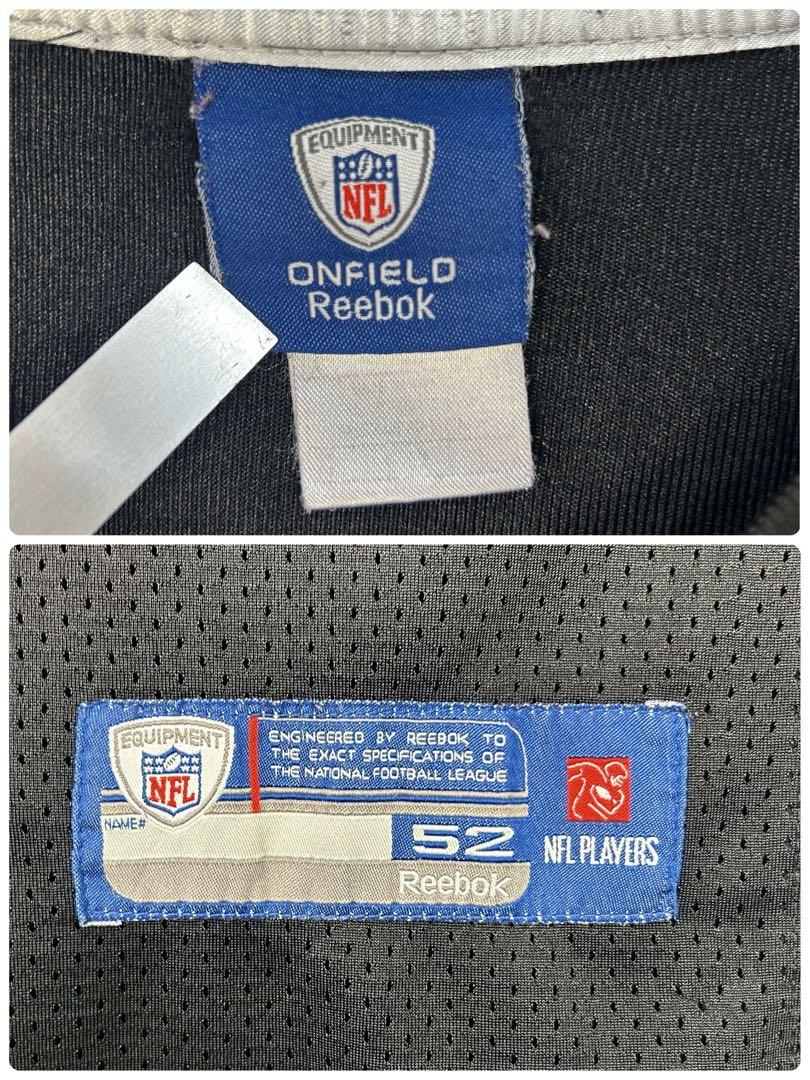 EQUIPMENT
NFL
ONFIELD
Reebok
EQUIPMENT
NFL
ENGINEERED BY REEBOK TO
THE EXACT SPECIFICATIONS OF
THE NATIONAL FOOTBALL LEAGUE
NAME#
52
Reebok
NFL PLAYERS